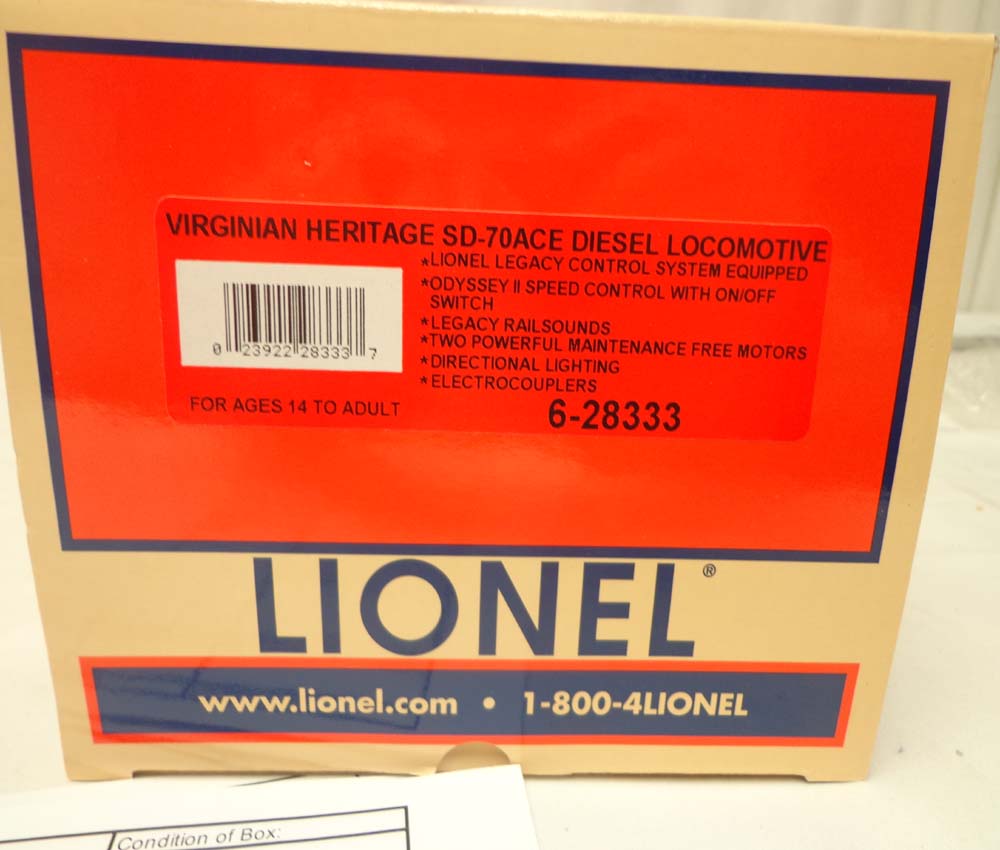 VIRGINIAN HERITAGE SD-70ACE DIESEL LOCOMOTIVE
*LIONEL LEGACY CONTROL SYSTEM EQUIPPED
*ODYSSEY II SPEED CONTROL WITH ON/OFF
SWITCH
*LEGACY RAILSOUNDS
*TWO POWERFUL MAINTENANCE FREE MOTORS
*DIRECTIONAL LIGHTING
*ELECTROCOUPLERS
0 23922 28333 7
FOR AGES 14 TO ADULT
6-28333
LIONEL®
www.lionel.com • 1-800-4LIONEL
Condition of Box: